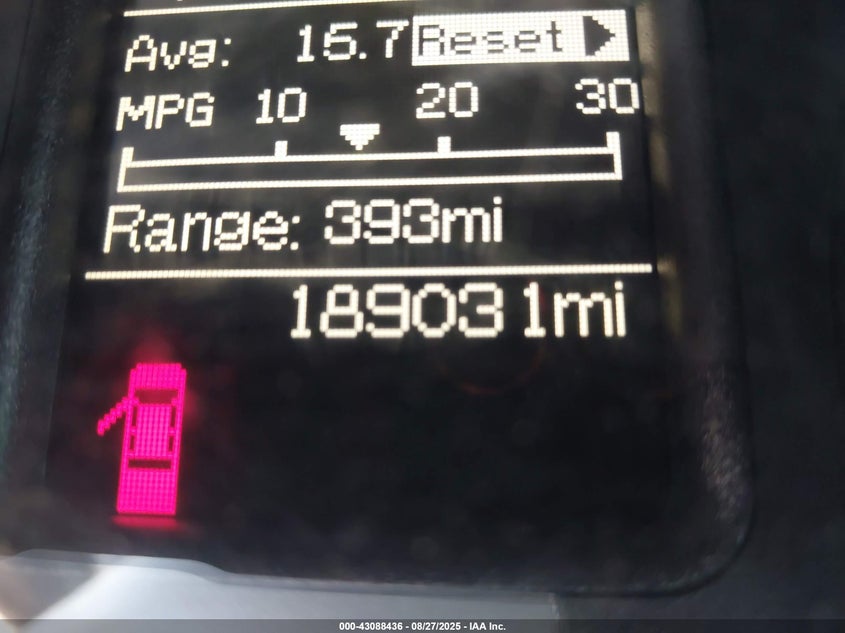 Avg: 15.7 Reset
MPG 10 20 30
Range: 393mi
189031mi
000-43088436 - 08/27/2025 - IAA Inc.